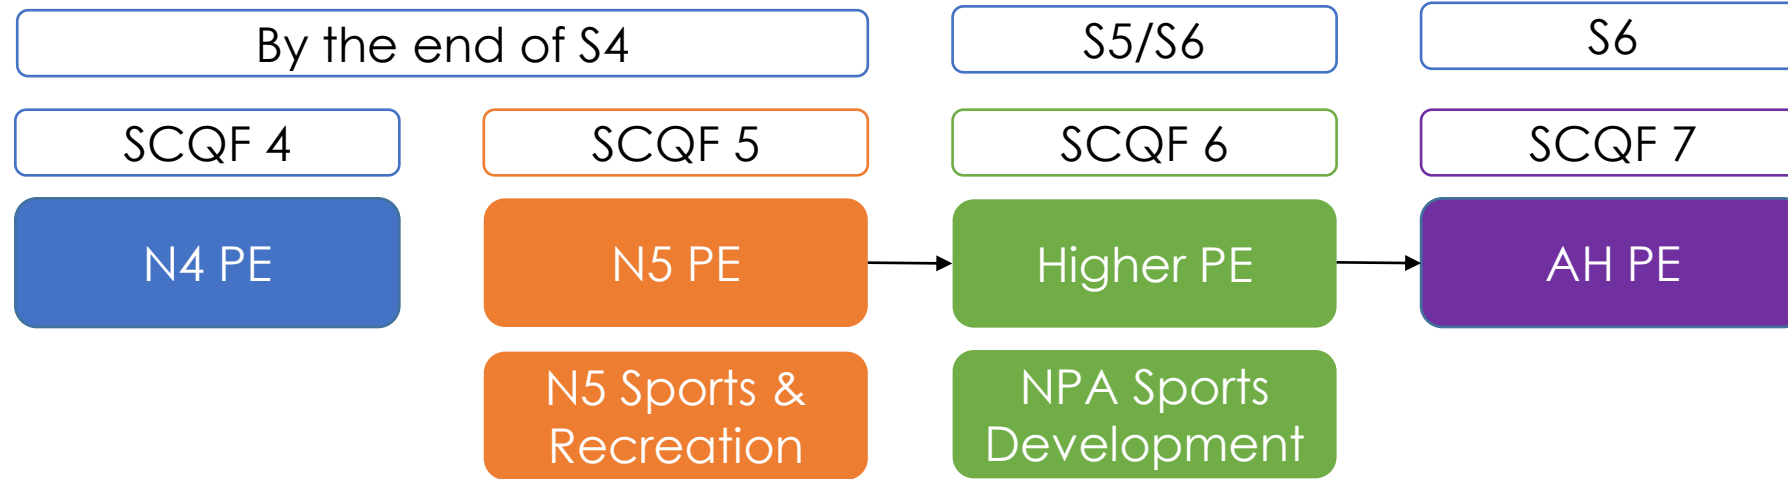 By the end of S4
S5/S6
S6
SCQF 4
SCQF 5
SCQF 6
SCQF 7
N4 PE
N5 PE
Higher PE
AH PE
N5 Sports &
Recreation
NPA Sports
Development